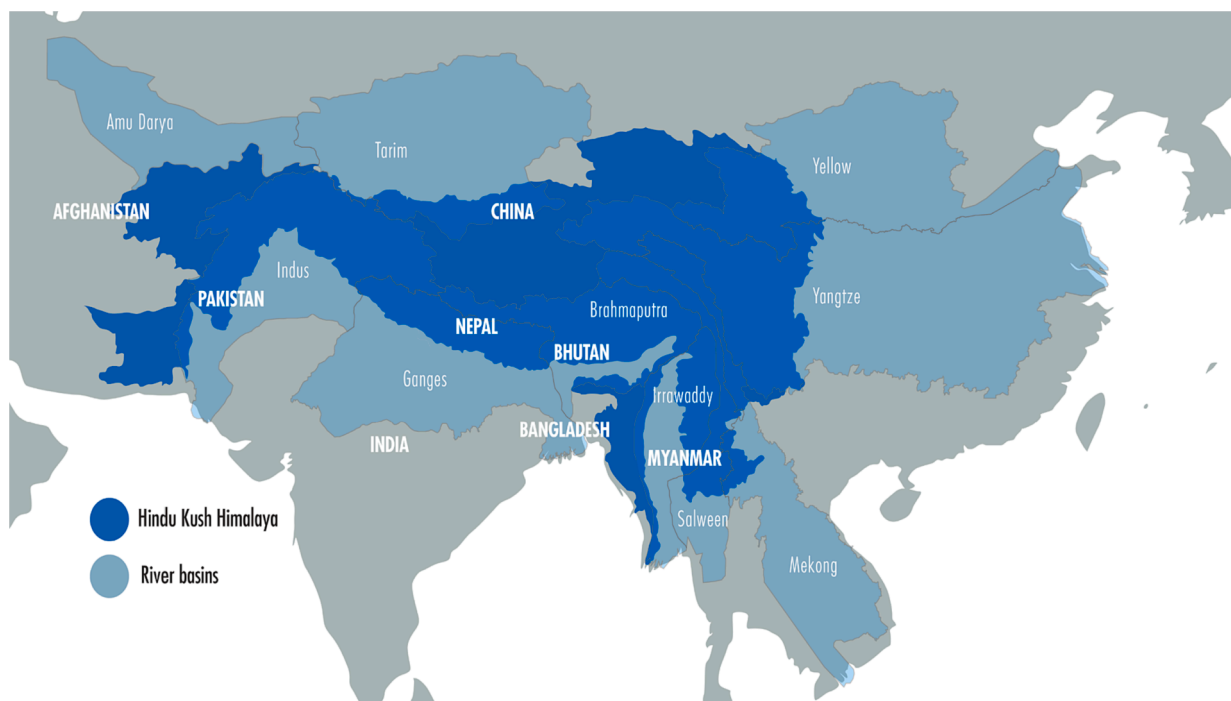 Amu Darya
Tarim
Yellow
AFGHANISTAN
CHINA
Indus
PAKISTAN
Yangtze
Brahmaputra
NEPAL
BHUTAN
Ganges
Irrawaddy
BANGLADESH
INDIA
MYANMAR
Hindu Kush Himalaya
Salween
Mekong
River basins